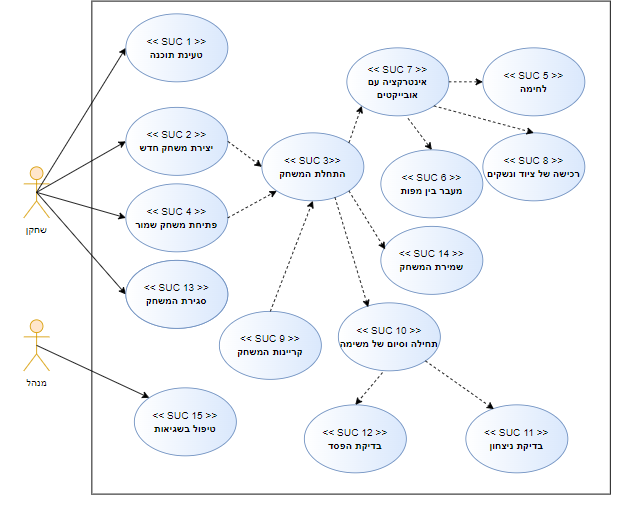 << SUC 1 >>
טעינת תוכנה
<< SUC 7 >>
אינטרקציה עם
אובייקטים
<< SUC 5 >>
לחימה
<< SUC 2 >>
יצירת משחק חדש
<< SUC 3>>
התחלת המשחק
<< SUC 6 >>
מעבר בין מפות
<< SUC 8 >>
רכישה של ציוד ונשקים
<< SUC 4 >>
פתיחת משחק שמור
שחקן
<< SUC 14 >>
שמירת המשחק
<< SUC 13 >>
סגירת המשחק
<< SUC 9 >>
קריינות המשחק
<< SUC 10 >>
תחילה וסיום של משימה
מנהל
<< SUC 15 >>
טיפול בשגיאות
<< SUC 12 >>
בדיקת הפסד
<< SUC 11 >>
בדיקת ניצחון